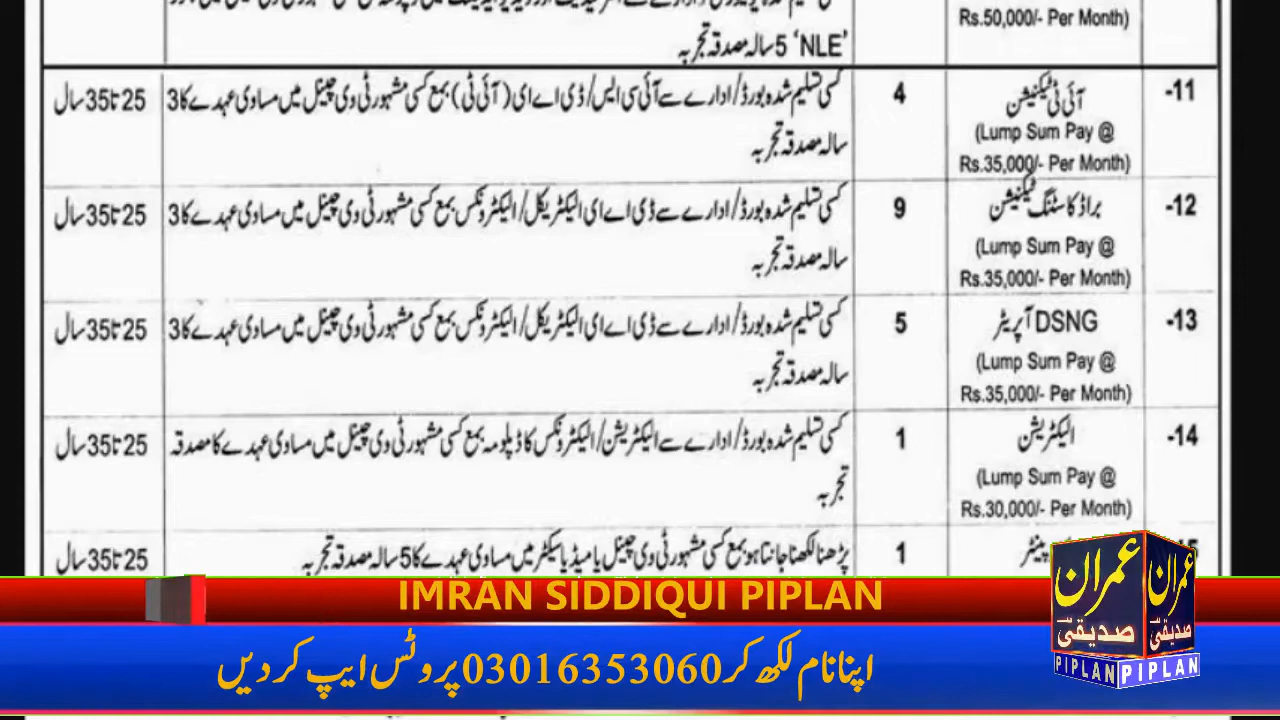 Rs.50,000/- Per Month)
'NLE' 5 سالہ مصدقہ تجربہ
-11
آئی ٹی ٹیکنیشن
(Lump Sum Pay @
Rs.35,000/- Per Month)
4
کسی تسلیم شدہ بورڈ/ ادارے سے آئی سی ایس/ ڈی اے ای (آئی ٹی) بمع کسی مشہور ٹی وی چینل میں مساوی عہدے کا 3
سالہ مصدقہ تجربہ
25 تا 35 سال
-12
براڈ کاسٹنگ ٹیکنیشن
(Lump Sum Pay @
Rs.35,000/- Per Month)
9
کسی تسلیم شدہ بورڈ/ ادارے سے ڈی اے ای الیکٹریکل/ الیکٹرونکس بمع کسی مشہور ٹی وی چینل میں مساوی عہدے کا 3
سالہ مصدقہ تجربہ
25 تا 35 سال
-13
DSNG آپریٹر
(Lump Sum Pay @
Rs.35,000/- Per Month)
5
کسی تسلیم شدہ بورڈ/ ادارے سے ڈی اے ای الیکٹریکل/ الیکٹرونکس بمع کسی مشہور ٹی وی چینل میں مساوی عہدے کا 3
سالہ مصدقہ تجربہ
25 تا 35 سال
-14
الیکٹریشن
(Lump Sum Pay @
Rs.30,000/- Per Month)
1
کسی تسلیم شدہ بورڈ/ ادارے سے الیکٹریشن/ الیکٹرونکس کا ڈپلومہ بمع کسی مشہور ٹی وی چینل میں مساوی عہدے کا مصدقہ
تجربہ
25 تا 35 سال
1
پڑھنا لکھنا جانتا ہو بمع کسی مشہور ٹی وی چینل یا میڈیا سیکٹر میں مساوی عہدے کا 5 سالہ مصدقہ تجربہ
25 تا 35 سال
IMRAN SIDDIQUI PIPLAN
اپنا نام لکھ کر 03016353060 پر وٹس ایپ کر دیں
عمران
صدیقی
PIPLAN
عمران
صدیقی
PIPLAN